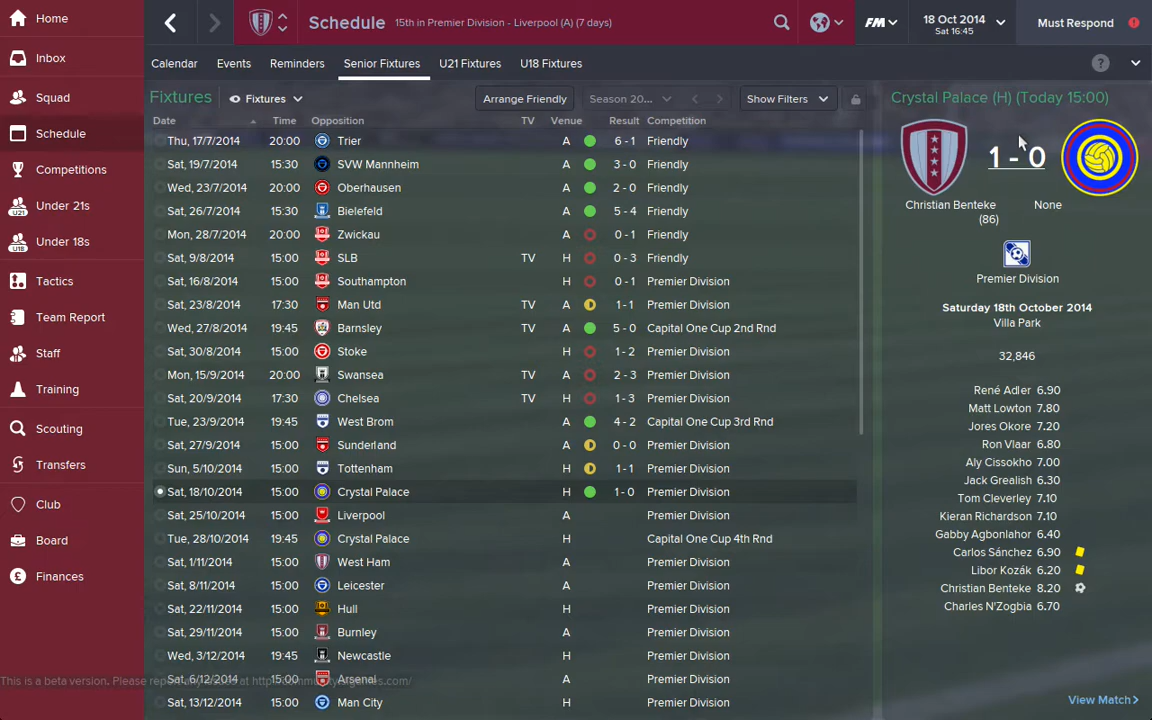 Home
Inbox
Squad
Schedule
Competitions
U21 Under 21s
U18 Under 18s
Tactics
Team Report
Staff
Training
Scouting
Transfers
Club
Board
£ Finances
Schedule 15th in Premier Division - Liverpool (A) (7 days)
FM
18 Oct 2014
Sat 16:45
Must Respond !
Calendar Events Reminders Senior Fixtures U21 Fixtures U18 Fixtures ?
Fixtures Fixtures Arrange Friendly Season 20... Show Filters
Date Time Opposition TV Venue Result Competition
Thu, 17/7/2014 20:00 Trier A 6 - 1 Friendly
Sat, 19/7/2014 15:30 SVW Mannheim A 3 - 0 Friendly
Wed, 23/7/2014 20:00 Oberhausen A 2 - 0 Friendly
Sat, 26/7/2014 15:30 Bielefeld A 5 - 4 Friendly
Mon, 28/7/2014 20:00 Zwickau A 0 - 1 Friendly
Sat, 9/8/2014 15:00 SLB TV H 0 - 3 Friendly
Sat, 16/8/2014 15:00 Southampton H 0 - 1 Premier Division
Sat, 23/8/2014 17:30 Man Utd TV A 1 - 1 Premier Division
Wed, 27/8/2014 19:45 Barnsley TV A 5 - 0 Capital One Cup 2nd Rnd
Sat, 30/8/2014 15:00 Stoke H 1 - 2 Premier Division
Mon, 15/9/2014 20:00 Swansea TV A 2 - 3 Premier Division
Sat, 20/9/2014 17:30 Chelsea TV H 1 - 3 Premier Division
Tue, 23/9/2014 19:45 West Brom A 4 - 2 Capital One Cup 3rd Rnd
Sat, 27/9/2014 15:00 Sunderland A 0 - 0 Premier Division
Sun, 5/10/2014 15:00 Tottenham H 1 - 1 Premier Division
Sat, 18/10/2014 15:00 Crystal Palace H 1 - 0 Premier Division
Sat, 25/10/2014 15:00 Liverpool A Premier Division
Tue, 28/10/2014 19:45 Crystal Palace H Capital One Cup 4th Rnd
Sat, 1/11/2014 15:00 West Ham A Premier Division
Sat, 8/11/2014 15:00 Leicester A Premier Division
Sat, 22/11/2014 15:00 Hull H Premier Division
Sat, 29/11/2014 15:00 Burnley A Premier Division
Wed, 3/12/2014 19:45 Newcastle H Premier Division
Sat, 6/12/2014 15:00 Arsenal A Premier Division
Sat, 13/12/2014 15:00 Man City H Premier Division
This is a beta version. Please report any
Crystal Palace (H) (Today 15:00)
1 - 0
Christian Benteke (86)
None
Premier Division
Saturday 18th October 2014
Villa Park
32,846
René Adler 6.90
Matt Lowton 7.80
Jores Okore 7.20
Ron Vlaar 6.80
Aly Cissokho 7.00
Jack Grealish 6.30
Tom Cleverley 7.10
Kieran Richardson 7.10
Gabby Agbonlahor 6.40
Carlos Sánchez 6.90
Libor Kozák 6.20
Christian Benteke 8.20
Charles N'Zogbia 6.70
View Match